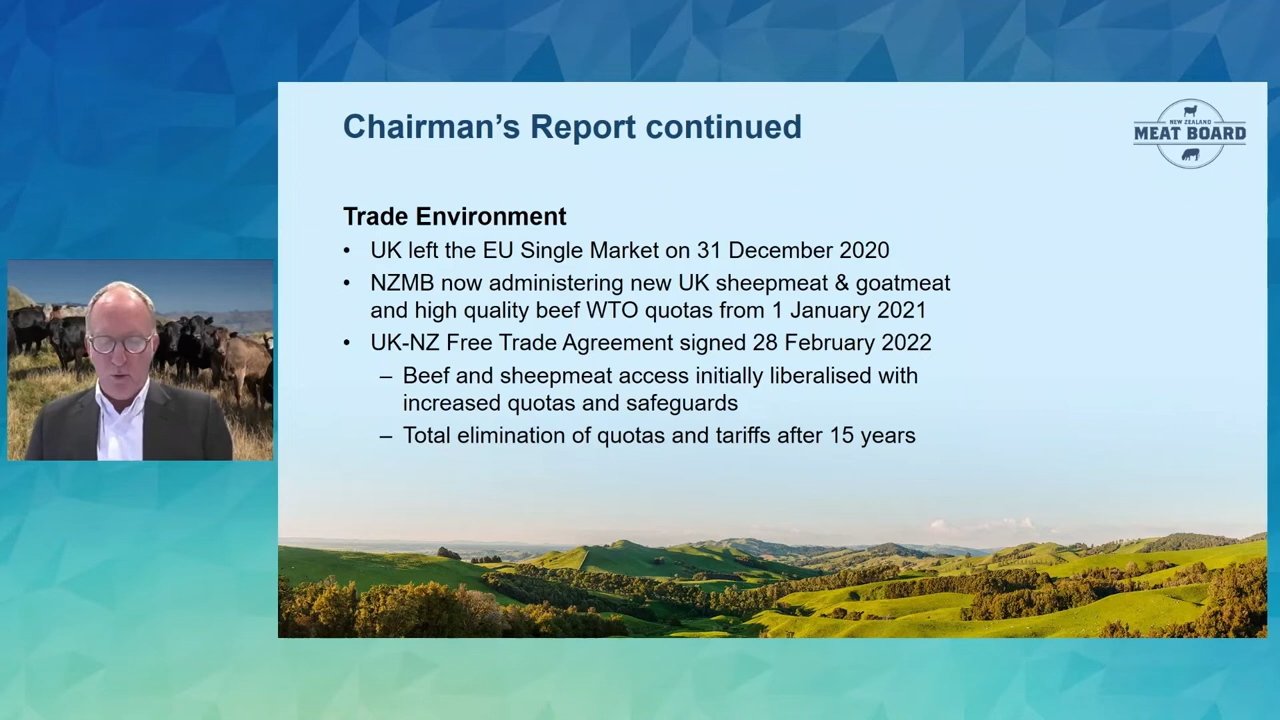 Chairman's Report continued
NEW ZEALAND
MEAT BOARD
Trade Environment
• UK left the EU Single Market on 31 December 2020
• NZMB now administering new UK sheepmeat & goatmeat
and high quality beef WTO quotas from 1 January 2021
• UK-NZ Free Trade Agreement signed 28 February 2022
– Beef and sheepmeat access initially liberalised with
increased quotas and safeguards
– Total elimination of quotas and tariffs after 15 years